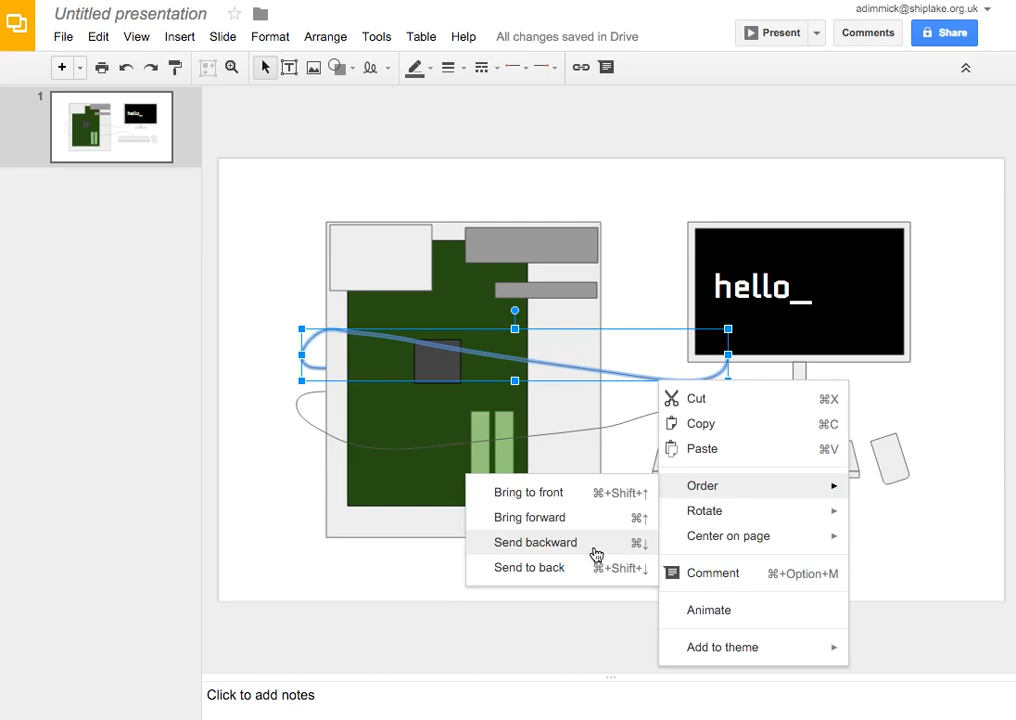 Untitled presentation
adimmick@shiplake.org.uk
File Edit View Insert Slide Format Arrange Tools Table Help All changes saved in Drive
Present Comments Share
1
hello_
hello_
Cut ⌘X
Copy ⌘C
Paste ⌘V
Order
Rotate
Center on page
Comment ⌘+Option+M
Animate
Add to theme
Bring to front ⌘+Shift+↑
Bring forward ⌘↑
Send backward ⌘↓
Send to back ⌘+Shift+↓
Click to add notes